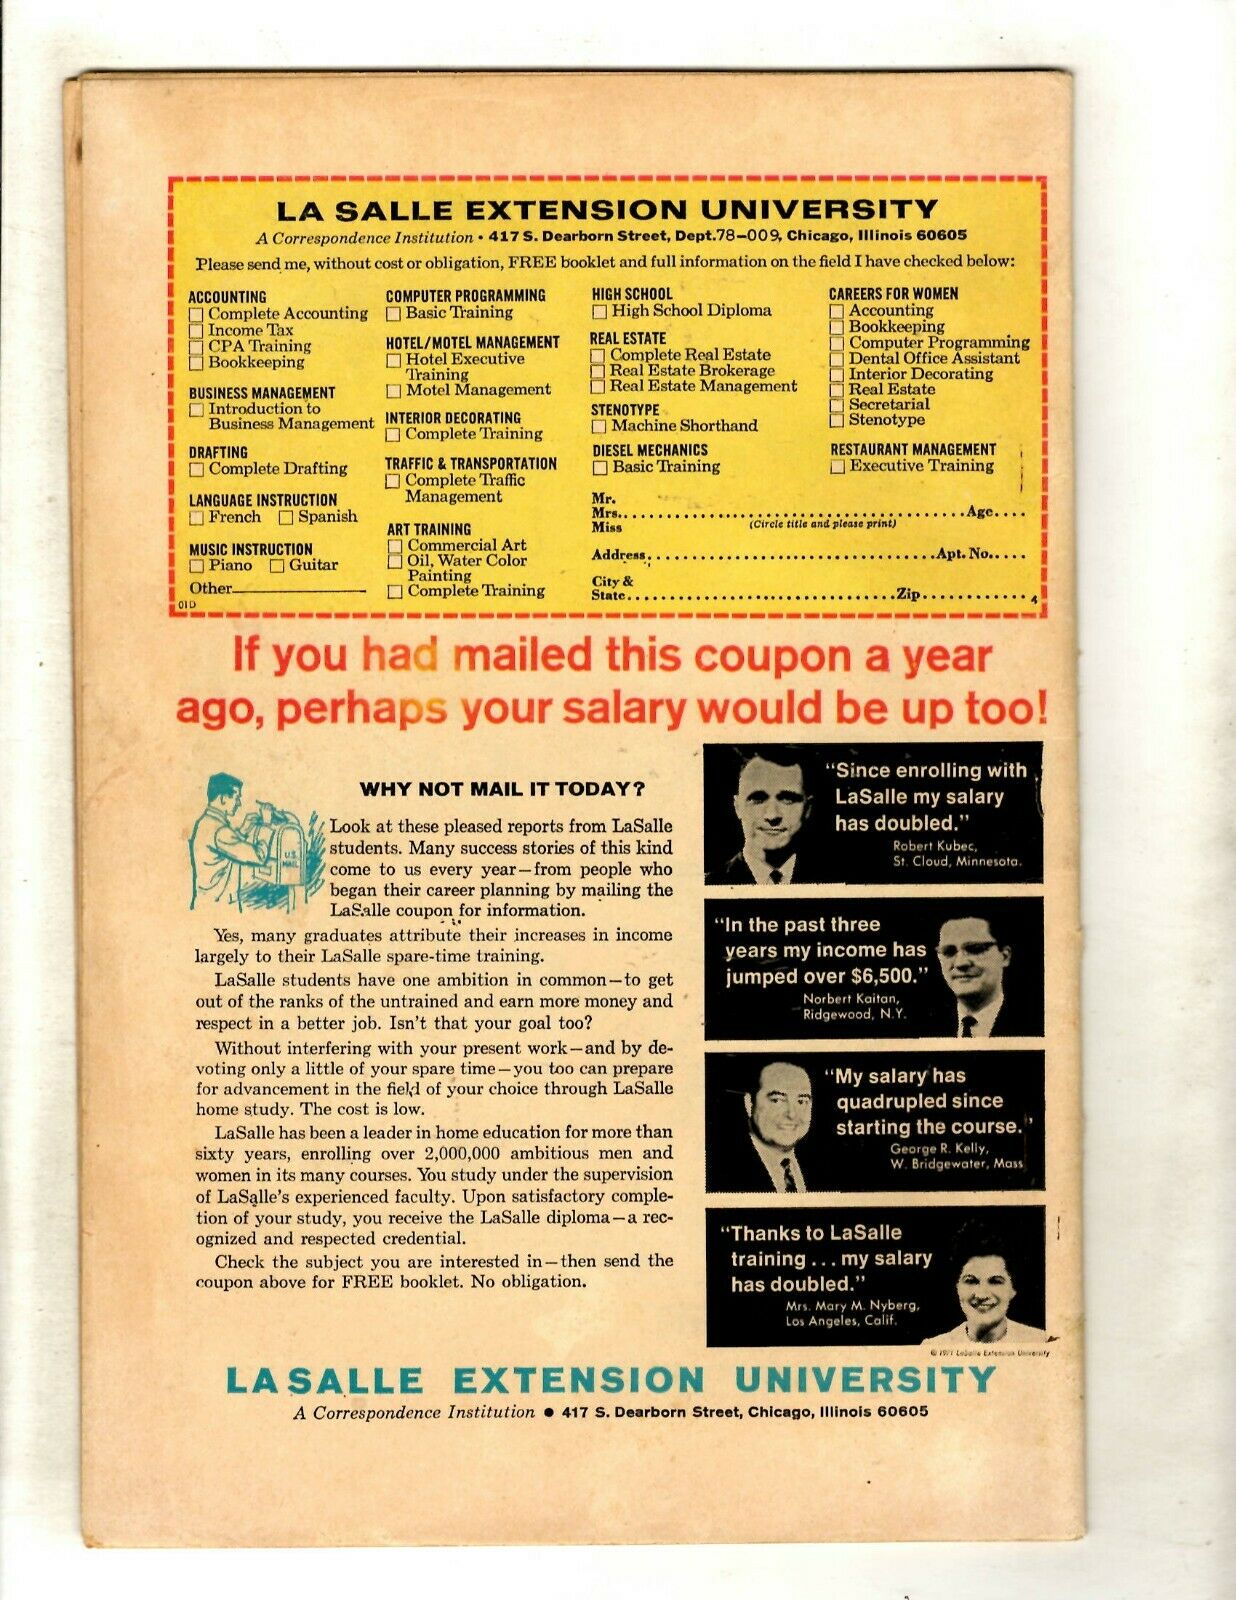 LA SALLE EXTENSION UNIVERSITY
A Correspondence Institution • 417 S. Dearborn Street, Dept.78-009, Chicago, Illinois 60605
Please send me, without cost or obligation, FREE booklet and full information on the field I have checked below:
ACCOUNTING
Complete Accounting
Income Tax
CPA Training
Bookkeeping
BUSINESS MANAGEMENT
Introduction to
Business Management
DRAFTING
Complete Drafting
LANGUAGE INSTRUCTION
French Spanish
MUSIC INSTRUCTION
Piano Guitar
Other
01D
COMPUTER PROGRAMMING
Basic Training
HOTEL/MOTEL MANAGEMENT
Hotel Executive
Training
Motel Management
INTERIOR DECORATING
Complete Training
TRAFFIC & TRANSPORTATION
Complete Traffic
Management
ART TRAINING
Commercial Art
Oil, Water Color
Painting
Complete Training
HIGH SCHOOL
High School Diploma
REAL ESTATE
Complete Real Estate
Real Estate Brokerage
Real Estate Management
STENOTYPE
Machine Shorthand
DIESEL MECHANICS
Basic Training
CAREERS FOR WOMEN
Accounting
Bookkeeping
Computer Programming
Dental Office Assistant
Interior Decorating
Real Estate
Secretarial
Stenotype
RESTAURANT MANAGEMENT
Executive Training
Mr.
Mrs. Age
Miss (Circle title and please print)
Address Apt. No.
City &
State Zip 4
If you had mailed this coupon a year
ago, perhaps your salary would be up too!
WHY NOT MAIL IT TODAY?
U.S.
MAIL
Look at these pleased reports from LaSalle
students. Many success stories of this kind
come to us every year—from people who
began their career planning by mailing the
LaSalle coupon for information.
Yes, many graduates attribute their increases in income
largely to their LaSalle spare-time training.
LaSalle students have one ambition in common—to get
out of the ranks of the untrained and earn more money and
respect in a better job. Isn't that your goal too?
Without interfering with your present work—and by de-
voting only a little of your spare time—you too can prepare
for advancement in the field of your choice through LaSalle
home study. The cost is low.
LaSalle has been a leader in home education for more than
sixty years, enrolling over 2,000,000 ambitious men and
women in its many courses. You study under the supervision
of LaSalle's experienced faculty. Upon satisfactory comple-
tion of your study, you receive the LaSalle diploma—a rec-
ognized and respected credential.
Check the subject you are interested in—then send the
coupon above for FREE booklet. No obligation.
"Since enrolling with
LaSalle my salary
has doubled."
Robert Kubec,
St. Cloud, Minnesota.
"In the past three
years my income has
jumped over $6,500."
Norbert Kaitan,
Ridgewood, N.Y.
"My salary has
quadrupled since
starting the course."
George R. Kelly,
W. Bridgewater, Mass
"Thanks to LaSalle
training . . . my salary
has doubled."
Mrs. Mary M. Nyberg,
Los Angeles, Calif.
© 1971 LaSalle Extension University
LA SALLE EXTENSION UNIVERSITY
A Correspondence Institution • 417 S. Dearborn Street, Chicago, Illinois 60605